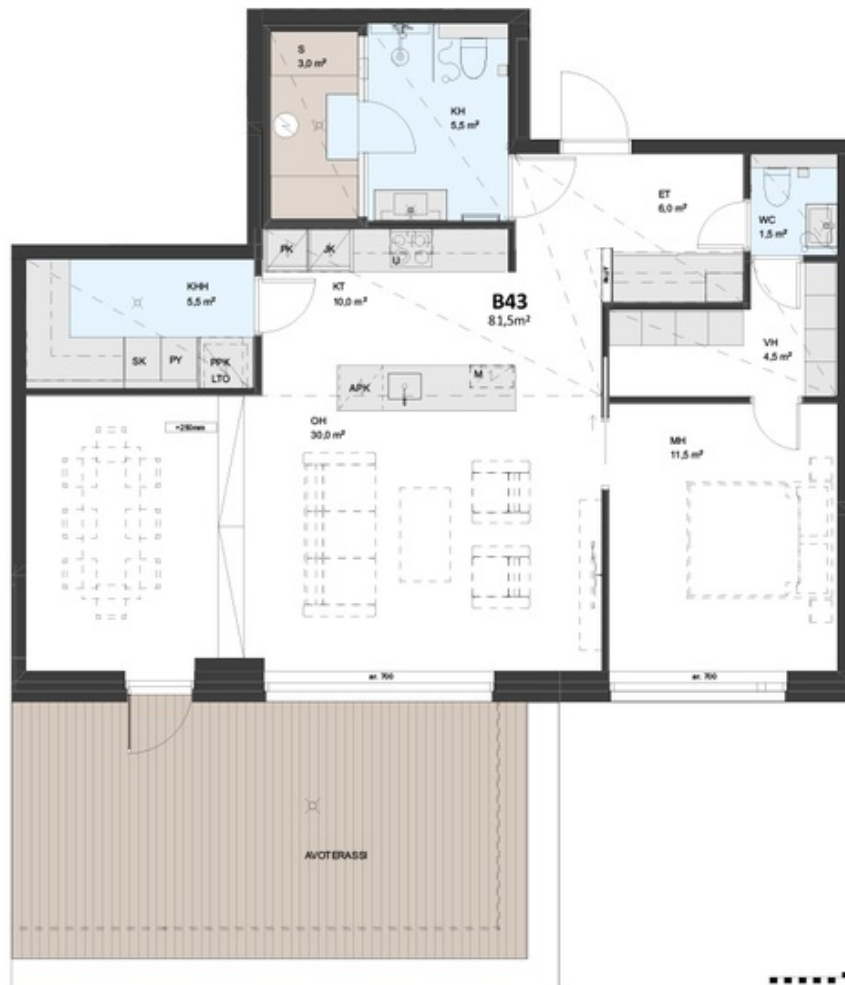 S
3,0 m²
KH
5,5 m²
ET
6,0 m²
WC
1,5 m²
PK
JK
U
KHH
5,5 m²
KT
10,0 m²
B43
81,5m²
VH
4,5 m²
SK
PY
PPK
LTO
APK
M
+250mm
OH
30,0 m²
MH
11,5 m²
ar. 700
ar. 700
AVOTERASSI